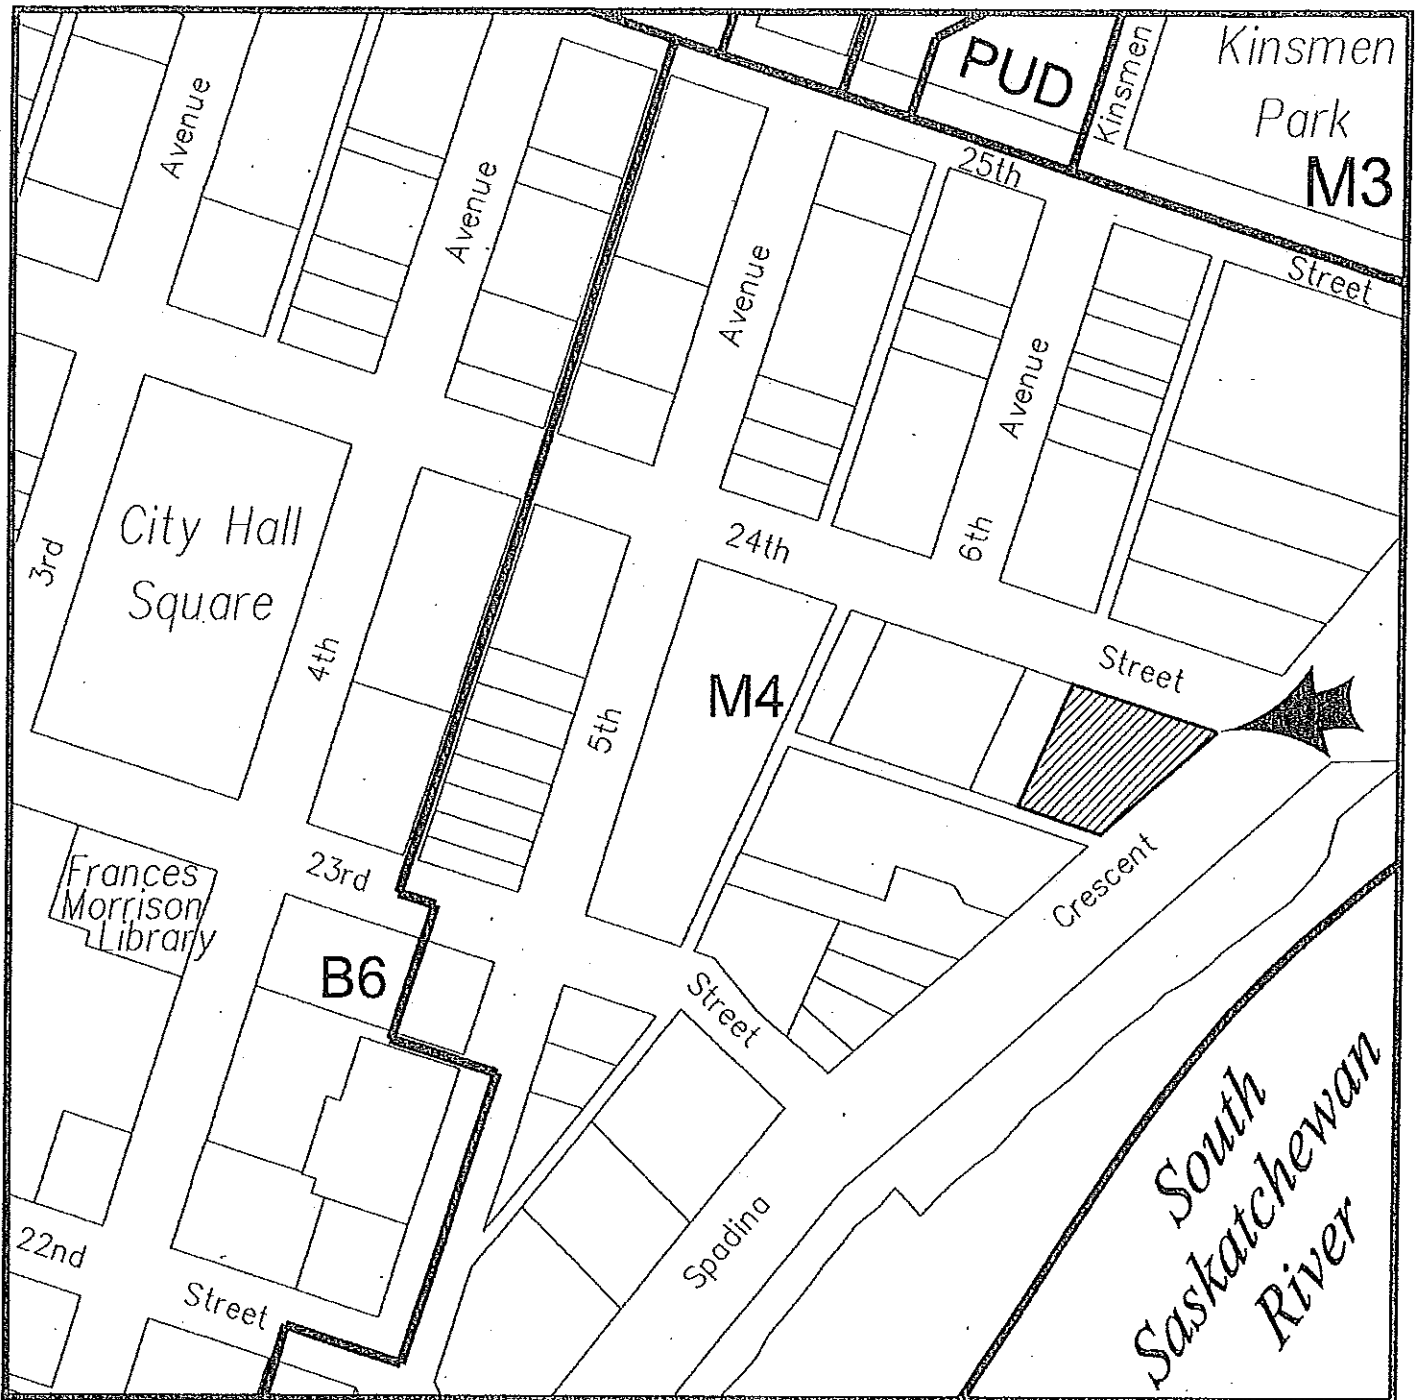 Kinsmen
Park
M3
PUD
Kinsmen
Avenue
Avenue
25th
Street
Avenue
Avenue
City Hall
Square
3rd
24th
6th
4th
M4
Street
5th
23rd
Frances
Morrison
Library
Crescent
B6
Street
South
Saskatchewan
River
22nd
Spadina
Street